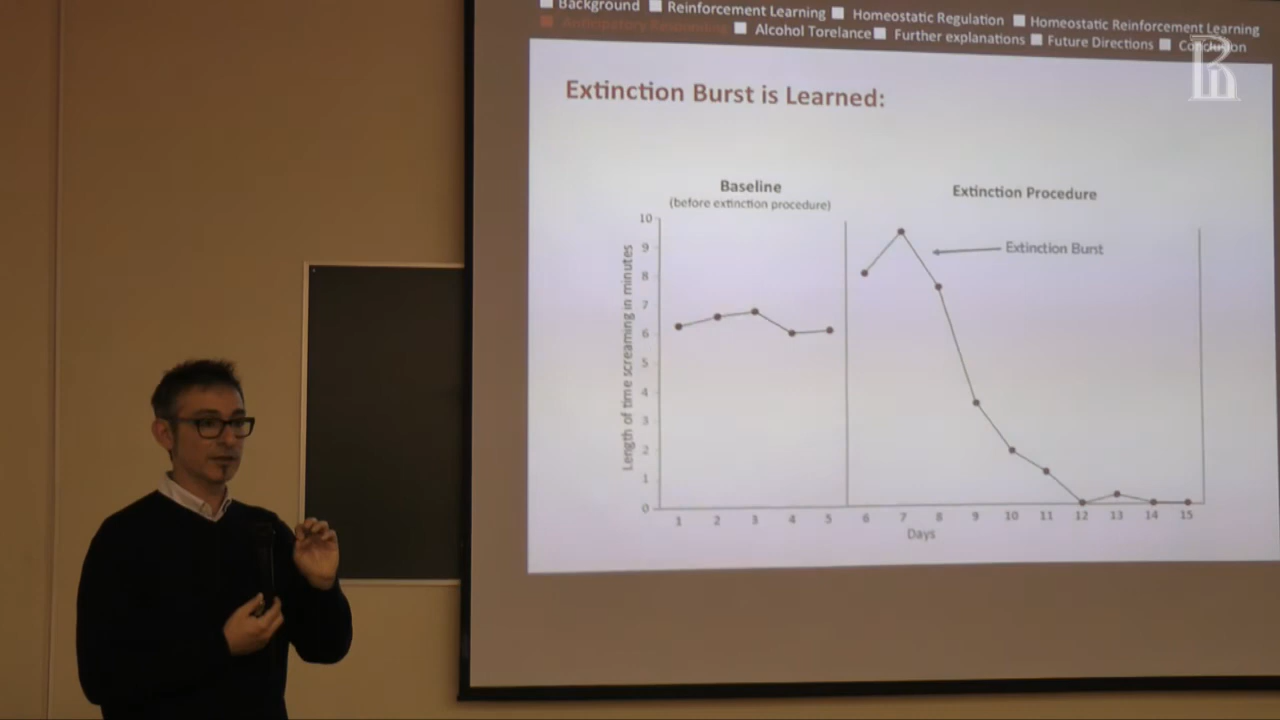 Background Reinforcement Learning Homeostatic Regulation Homeostatic Reinforcement Learning
Anticipatory Responding Alcohol Torelance Further explanations Future Directions Conclusion
Extinction Burst is Learned:
Baseline
(before extinction procedure)
Extinction Procedure
Extinction Burst
Length of time screaming in minutes
10
9
8
7
6
5
4
3
2
1
0
1 2 3 4 5 6 7 8 9 10 11 12 13 14 15
Days